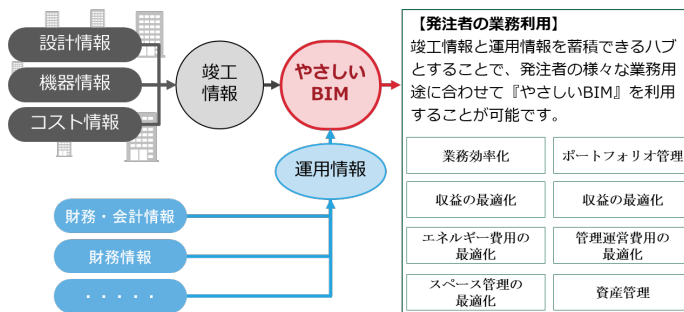 設計情報
機器情報
コスト情報
竣工
情報
やさしい
BIM
運用情報
財務・会計情報
財務情報
・・・・・
【発注者の業務利用】
竣工情報と運用情報を蓄積できるハブ
とすることで、発注者の様々な業務用
途に合わせて『やさしいBIM』を利用
することが可能です。
業務効率化
ポートフォリオ管理
収益の最適化
収益の最適化
エネルギー費用の
最適化
管理運営費用の
最適化
スペース管理の
最適化
資産管理